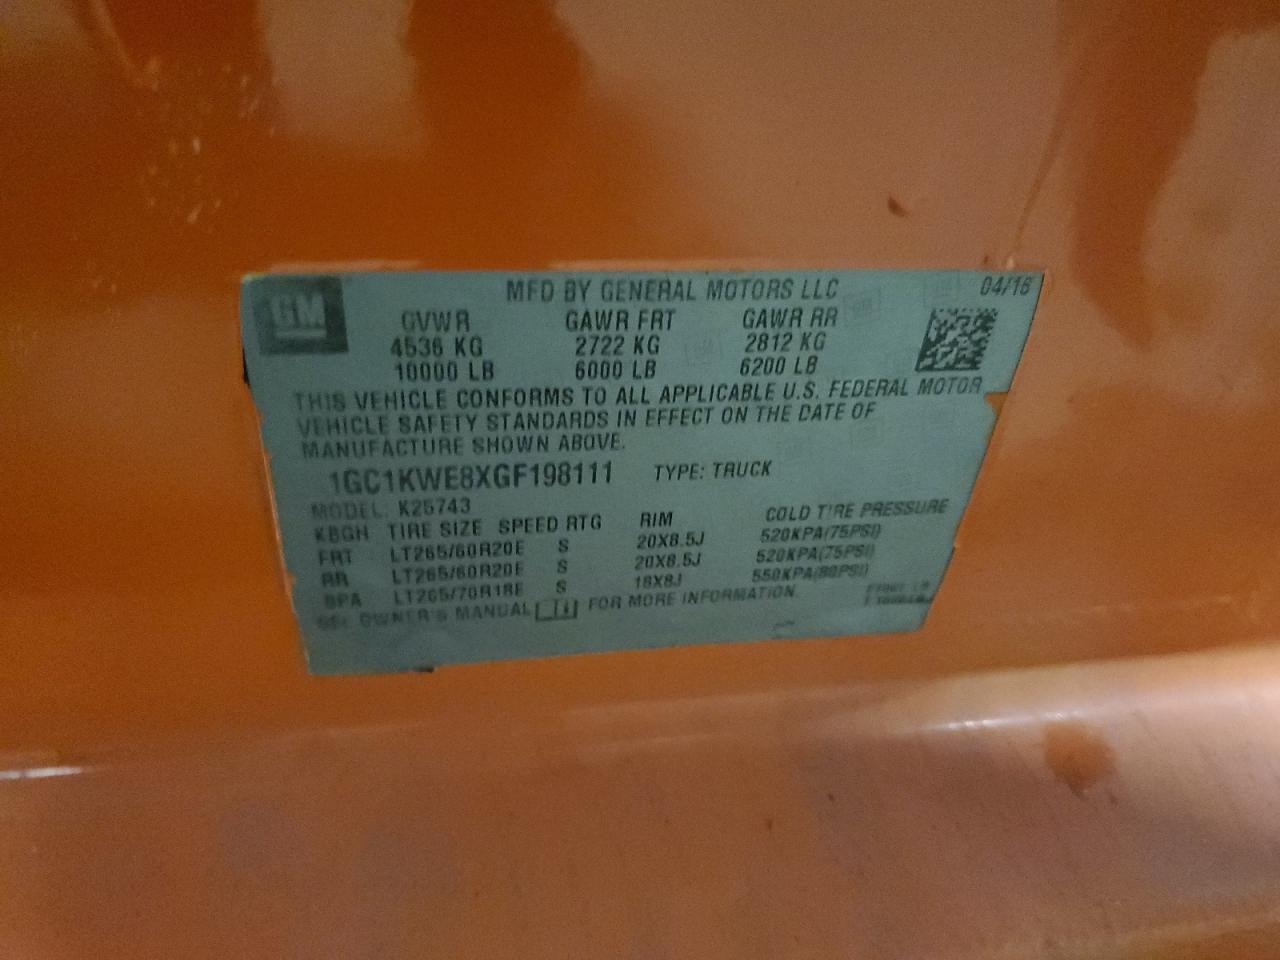 GM
MFD BY GENERAL MOTORS LLC 04/16
GVWR GAWR FRT GAWR RR
4536 KG 2722 KG 2812 KG
10000 LB 6000 LB 6200 LB
THIS VEHICLE CONFORMS TO ALL APPLICABLE U.S. FEDERAL MOTOR
VEHICLE SAFETY STANDARDS IN EFFECT ON THE DATE OF
MANUFACTURE SHOWN ABOVE.
1GC1KWE8XGF198111 TYPE: TRUCK
MODEL: K25743
KBGH TIRE SIZE SPEED RTG RIM COLD TIRE PRESSURE
FRT LT265/60R20E S 20X8.5J 520KPA(75PSI)
RR LT265/60R20E S 20X8.5J 520KPA(75PSI)
SPA LT265/70R18E S 18X8J 550KPA(80PSI)
SEE OWNER'S MANUAL FOR MORE INFORMATION.